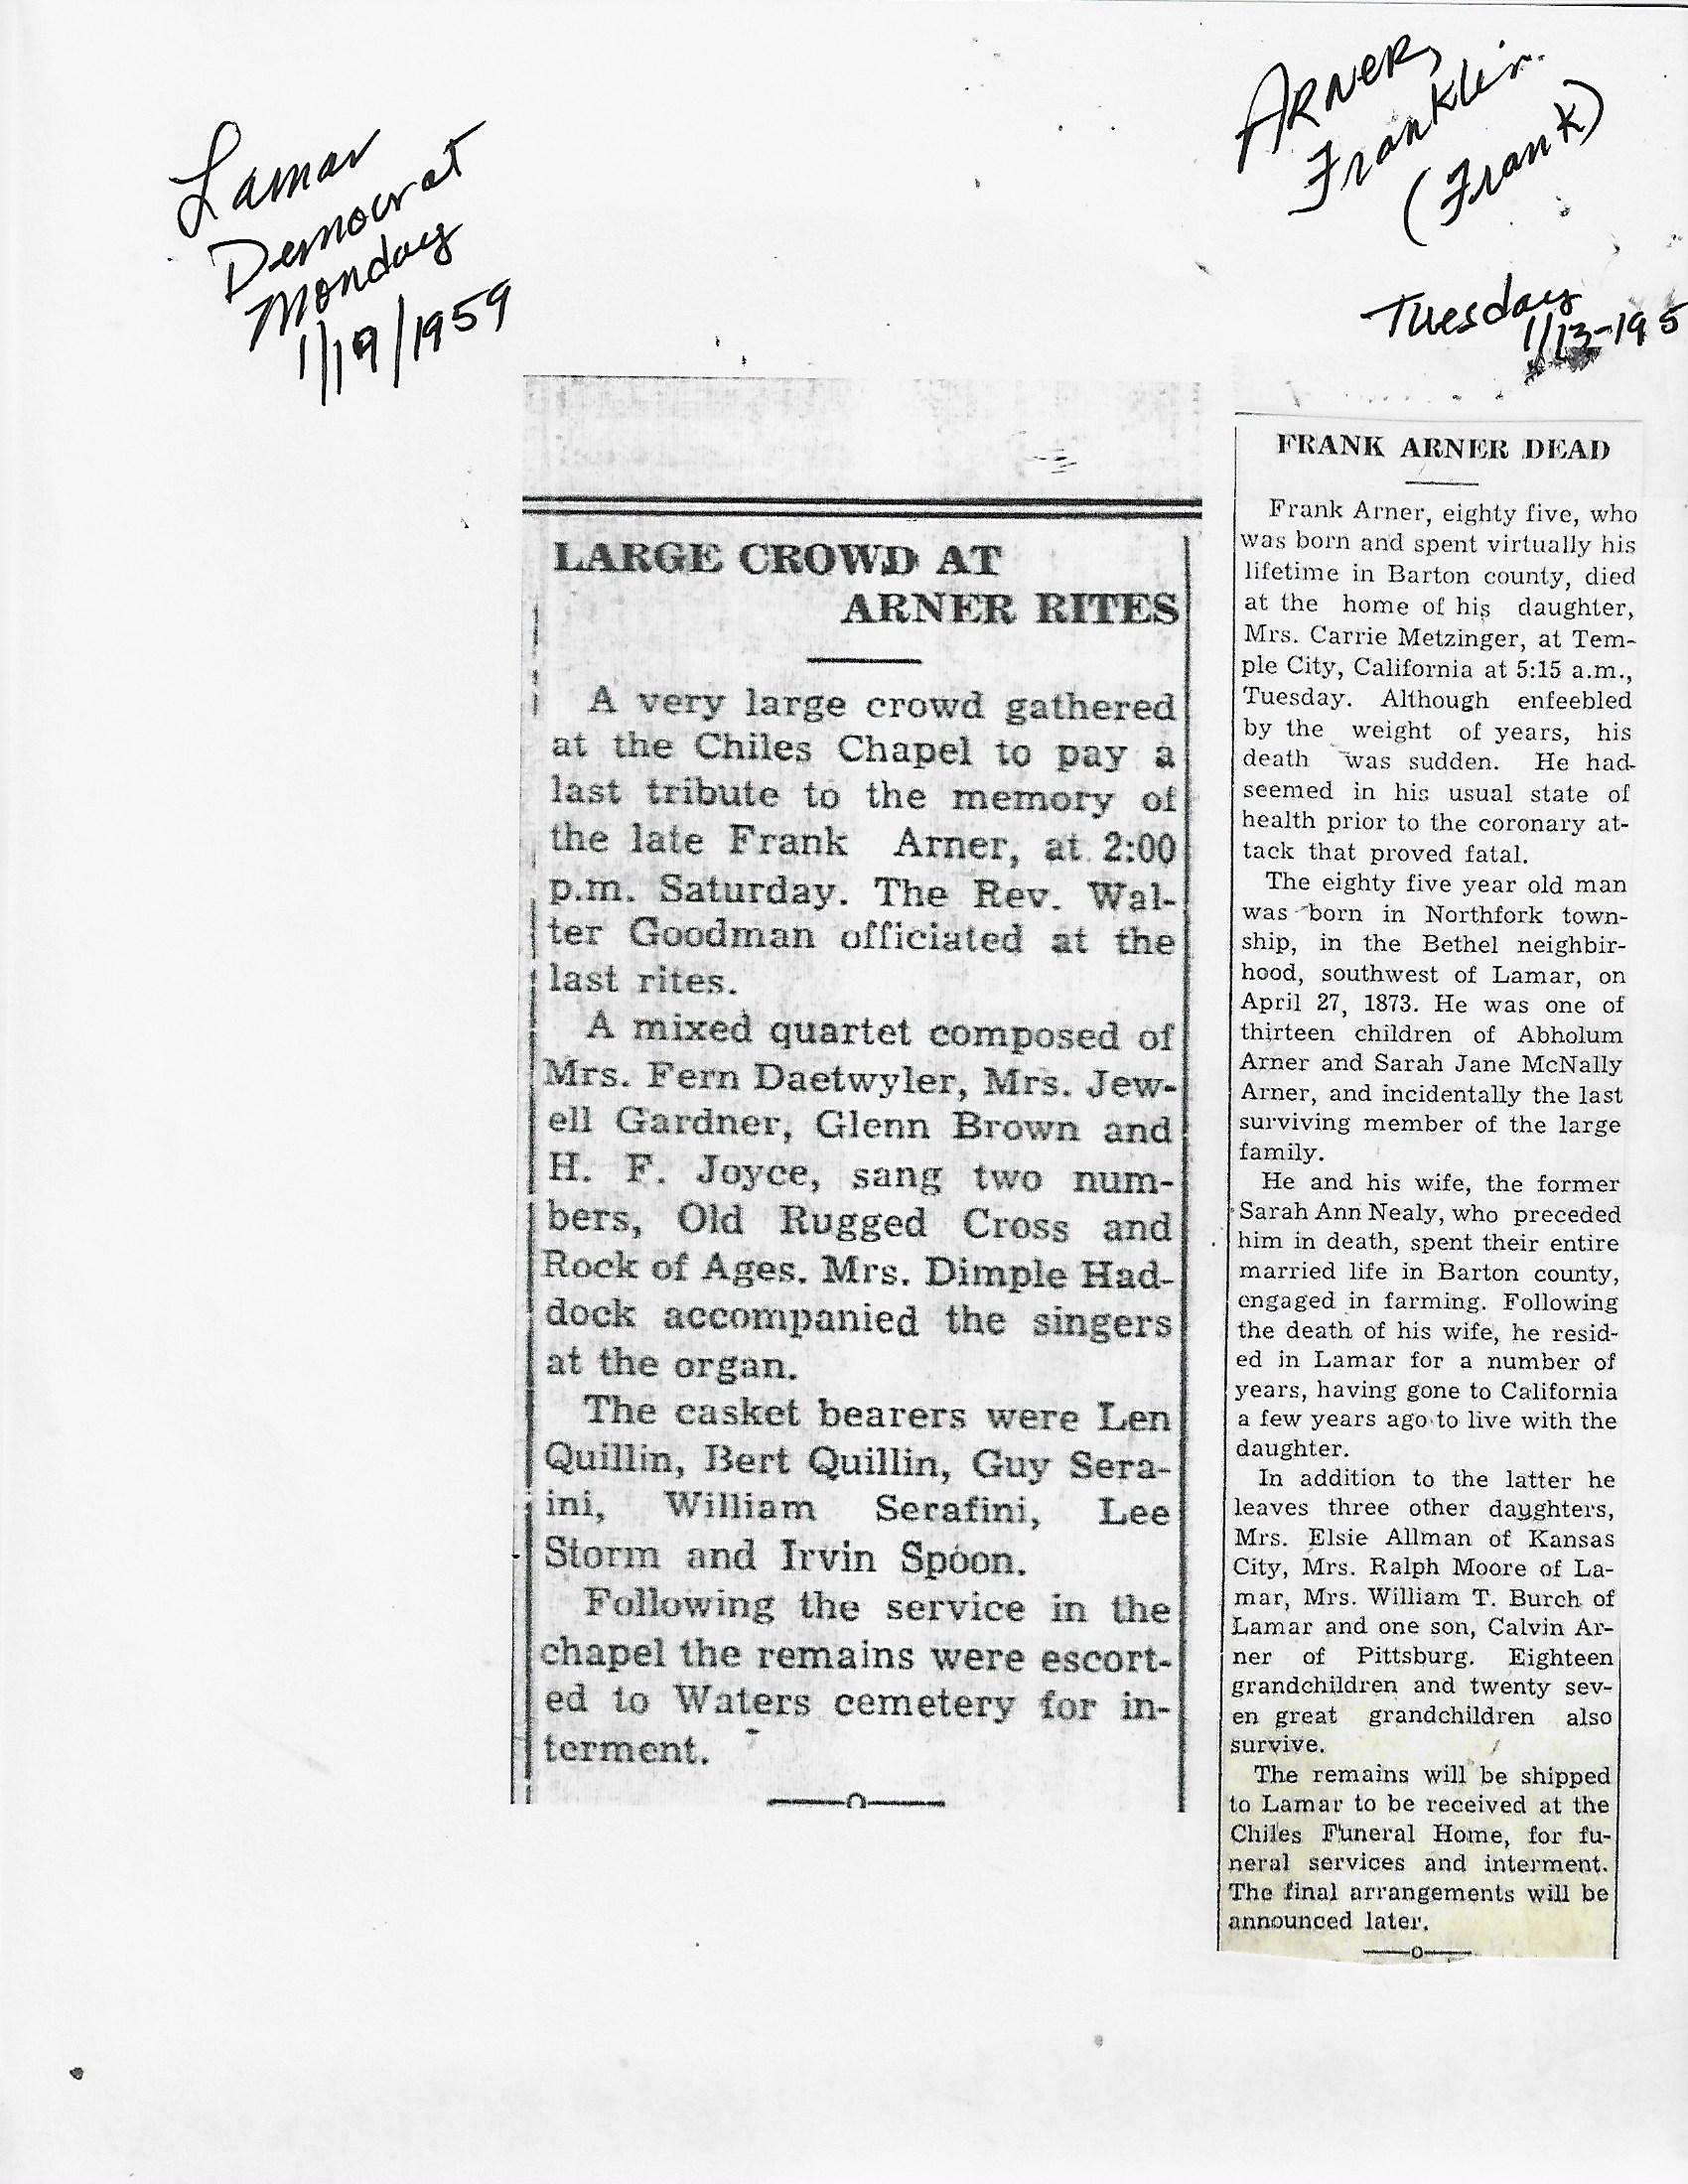 Lamar
Democrat
Monday
1/19/1959
ARNER,
Franklin
(Frank)
Tuesday
1/13-195
LARGE CROWD AT
ARNER RITES
A very large crowd gathered
at the Chiles Chapel to pay a
last tribute to the memory of
the late Frank Arner, at 2:00
p.m. Saturday. The Rev. Wal-
ter Goodman officiated at the
last rites.
A mixed quartet composed of
Mrs. Fern Daetwyler, Mrs. Jew-
ell Gardner, Glenn Brown and
H. F. Joyce, sang two num-
bers, Old Rugged Cross and
Rock of Ages. Mrs. Dimple Had-
dock accompanied the singers
at the organ.
The casket bearers were Len
Quillin, Bert Quillin, Guy Sera-
ini, William Serafini, Lee
Storm and Irvin Spoon.
Following the service in the
chapel the remains were escort-
ed to Waters cemetery for in-
terment.
FRANK ARNER DEAD
Frank Arner, eighty five, who
was born and spent virtually his
lifetime in Barton county, died
at the home of his daughter,
Mrs. Carrie Metzinger, at Tem-
ple City, California at 5:15 a.m.,
Tuesday. Although enfeebled
by the weight of years, his
death was sudden. He had
seemed in his usual state of
health prior to the coronary at-
tack that proved fatal.
The eighty five year old man
was born in Northfork town-
ship, in the Bethel neighbir-
hood, southwest of Lamar, on
April 27, 1873. He was one of
thirteen children of Abholum
Arner and Sarah Jane McNally
Arner, and incidentally the last
surviving member of the large
family.
He and his wife, the former
Sarah Ann Nealy, who preceded
him in death, spent their entire
married life in Barton county,
engaged in farming. Following
the death of his wife, he resid-
ed in Lamar for a number of
years, having gone to California
a few years ago to live with the
daughter.
In addition to the latter he
leaves three other daughters,
Mrs. Elsie Allman of Kansas
City, Mrs. Ralph Moore of La-
mar, Mrs. William T. Burch of
Lamar and one son, Calvin Ar-
ner of Pittsburg. Eighteen
grandchildren and twenty sev-
en great grandchildren also
survive.
The remains will be shipped
to Lamar to be received at the
Chiles Funeral Home, for fu-
neral services and interment.
The final arrangements will be
announced later.